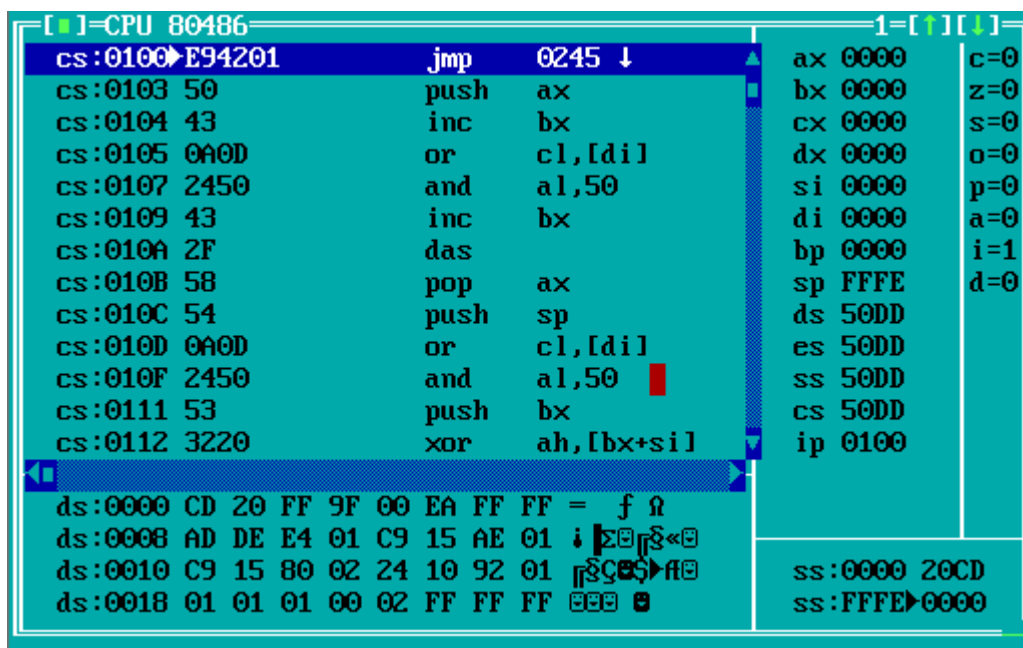 [■]=CPU 80486 1=[↑][↓]=
cs:0100►E94201 jmp 0245 ↓ ax 0000 c=0
cs:0103 50 push ax bx 0000 z=0
cs:0104 43 inc bx cx 0000 s=0
cs:0105 0A0D or cl,[di] dx 0000 o=0
cs:0107 2450 and al,50 si 0000 p=0
cs:0109 43 inc bx di 0000 a=0
cs:010A 2F das bp 0000 i=1
cs:010B 58 pop ax sp FFFE d=0
cs:010C 54 push sp ds 50DD
cs:010D 0A0D or cl,[di] es 50DD
cs:010F 2450 and al,50 ss 50DD
cs:0111 53 push bx cs 50DD
cs:0112 3220 xor ah,[bx+si] ip 0100
ds:0000 CD 20 FF 9F 00 EA FF FF = ƒ Ω
ds:0008 AD DE E4 01 C9 15 AE 01 ¡▐Σ☺╔§«☺
ds:0010 C9 15 80 02 24 10 92 01 ╔§Ç☻$►Æ☺ ss:0000 20CD
ds:0018 01 01 01 00 02 FF FF FF ☺☺☺ ☻ ss:FFFE►0000